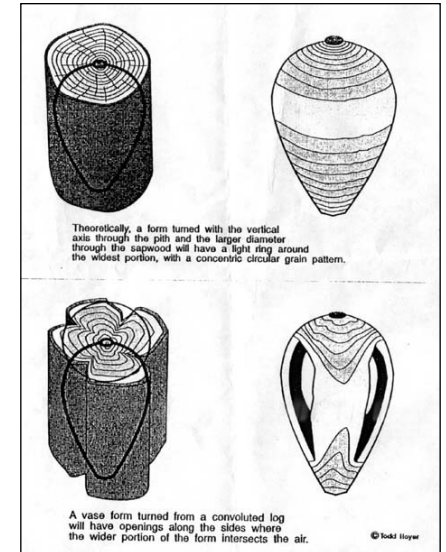 Theoretically, a form turned with the vertical
axis through the pith and the larger diameter
through the sapwood will have a light ring around
the widest portion, with a concentric circular grain pattern.
A vase form turned from a convoluted log
will have openings along the sides where
the wider portion of the form intersects the air.
©Todd Hoyer